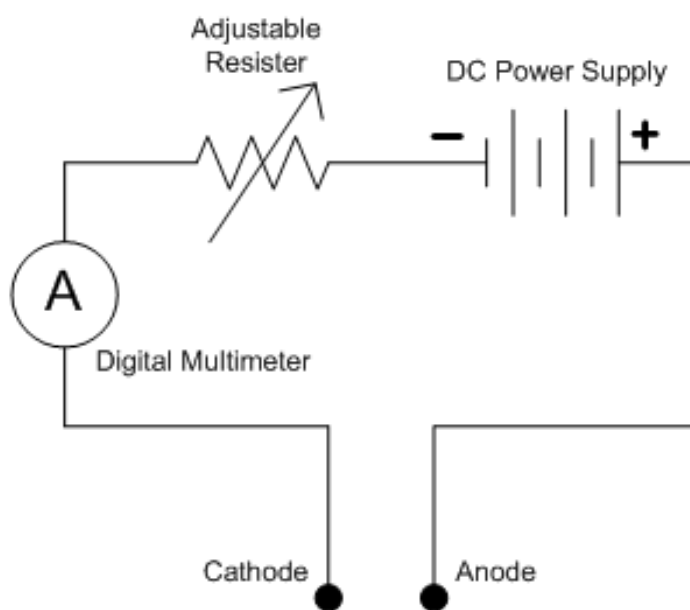 Adjustable
Resister
DC Power Supply
− +
A
Digital Multimeter
Cathode
Anode